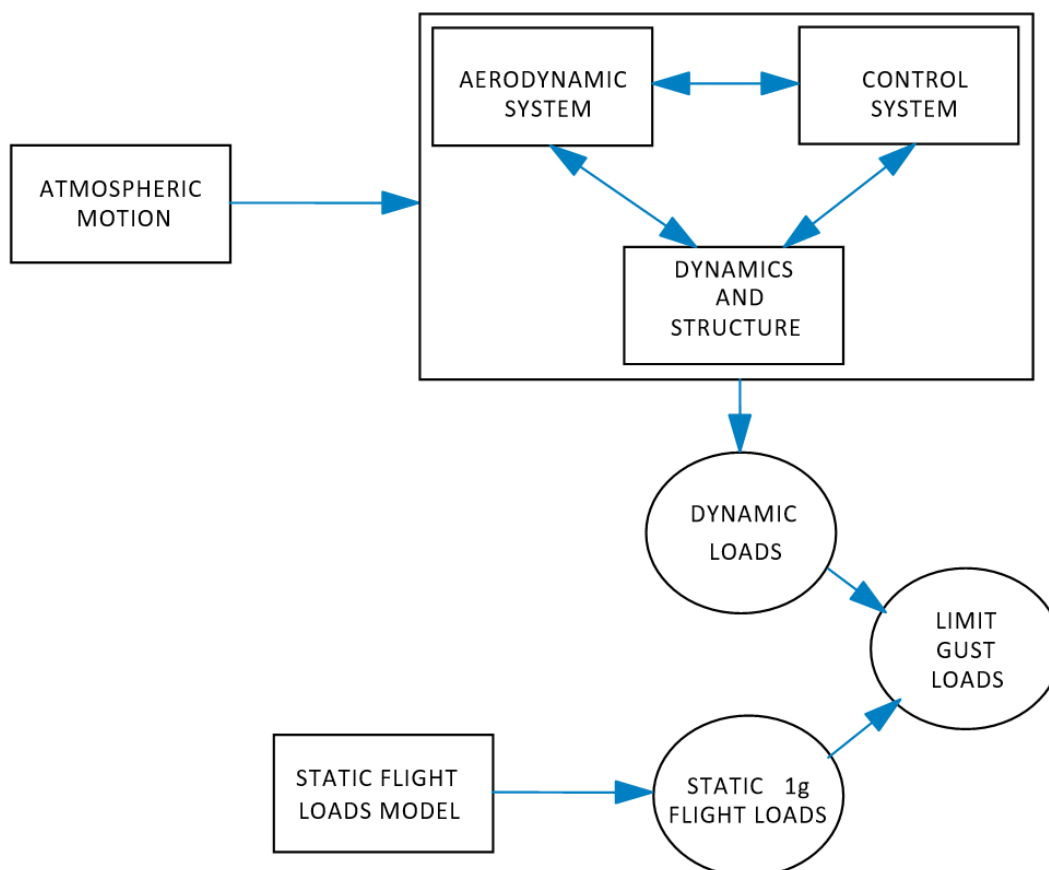 AERODYNAMIC
SYSTEM
CONTROL
SYSTEM
ATMOSPHERIC
MOTION
DYNAMICS
AND
STRUCTURE
DYNAMIC
LOADS
LIMIT
GUST
LOADS
STATIC FLIGHT
LOADS MODEL
STATIC 1g
FLIGHT LOADS